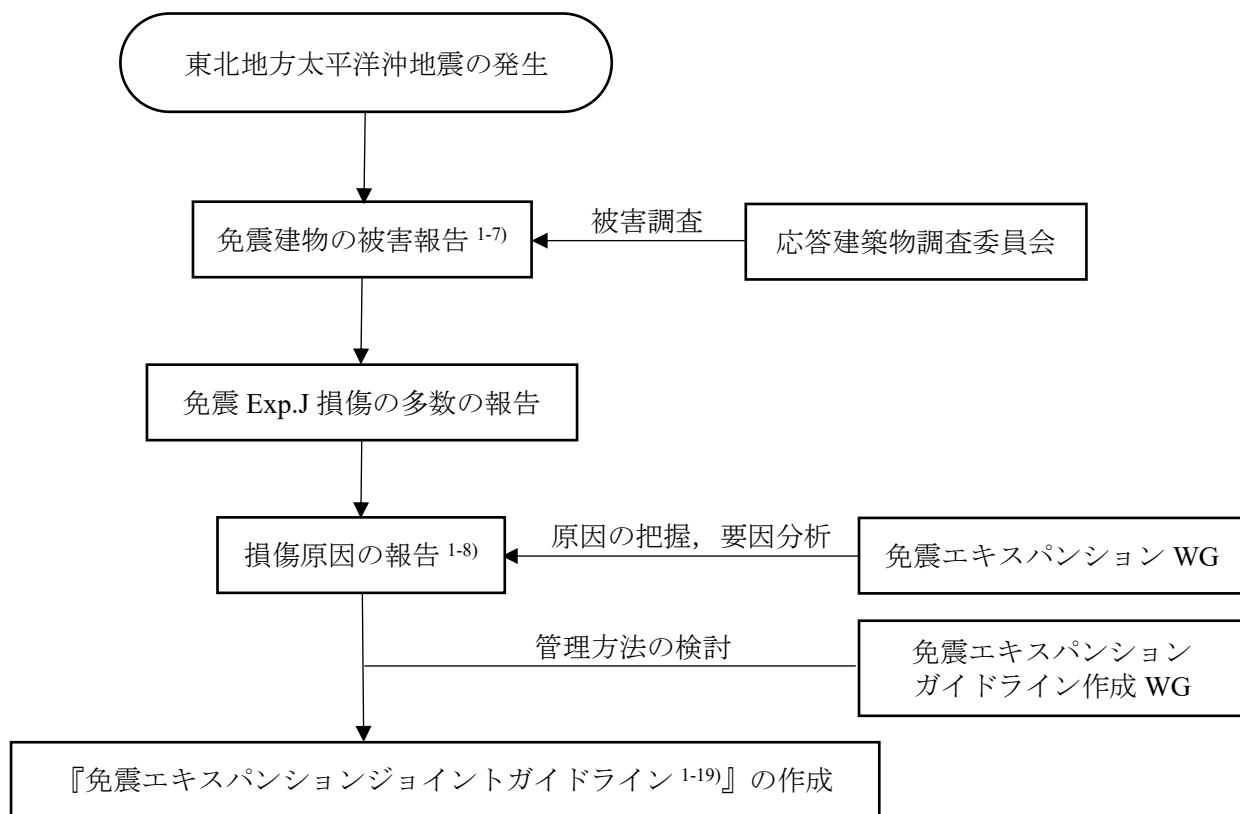 東北地方太平洋沖地震の発生
免震建物の被害報告 1-7)
被害調査
応答建築物調査委員会
免震 Exp.J 損傷の多数の報告
損傷原因の報告 1-8)
原因の把握，要因分析
免震エキスパンション WG
管理方法の検討
免震エキスパンション
ガイドライン作成 WG
『免震エキスパンションジョイントガイドライン 1-19)』の作成